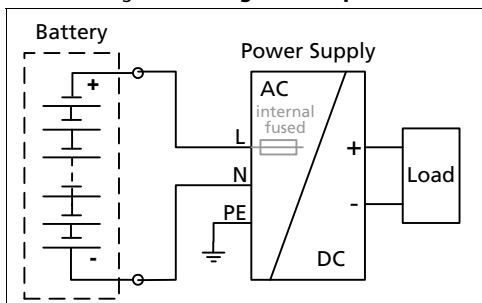 Battery
Power Supply
+
AC
internal
fused
L
N
PE
+
-
Load
-
DC